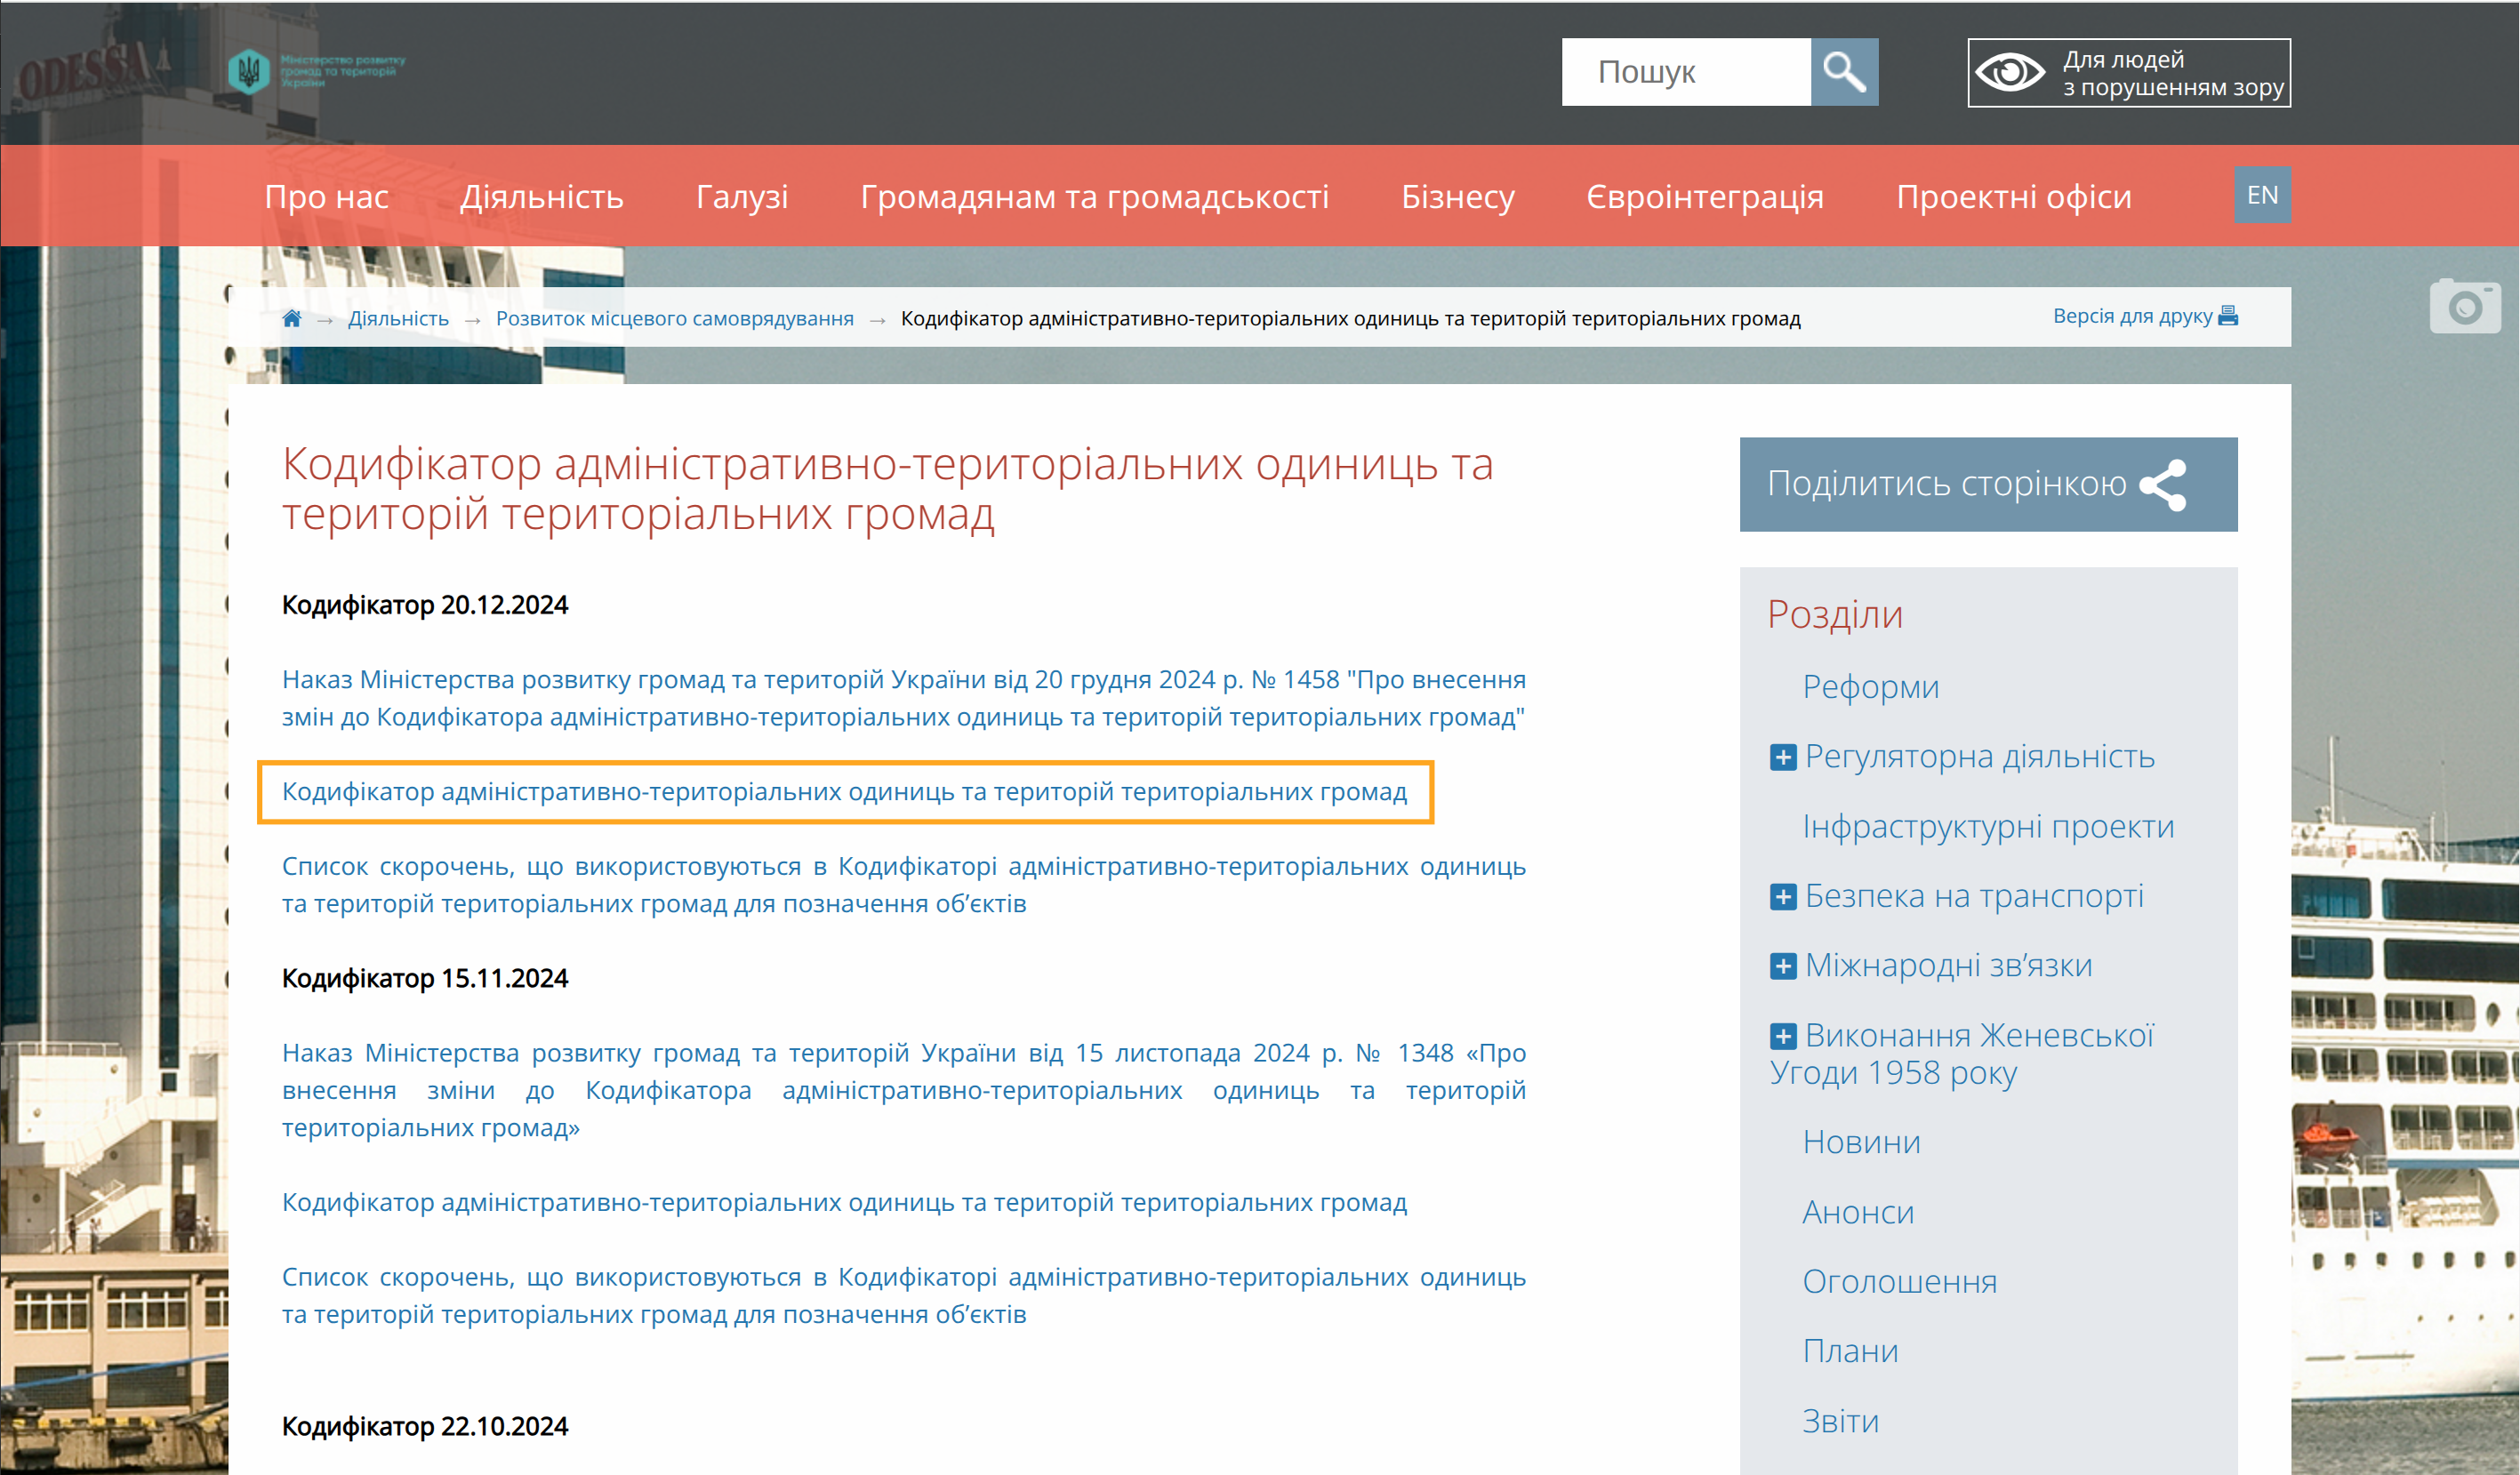 ODESSA
Міністерство розвитку
громад та територій
України
Пошук
Для людей
з порушенням зору
Про нас
Діяльність
Галузі
Громадянам та громадськості
Бізнесу
Євроінтеграція
Проектні офіси
EN
→ Діяльність → Розвиток місцевого самоврядування → Кодифікатор адміністративно-територіальних одиниць та територій територіальних громад
Версія для друку
Кодифікатор адміністративно-територіальних одиниць та
територій територіальних громад
Кодифікатор 20.12.2024
Наказ Міністерства розвитку громад та територій України від 20 грудня 2024 р. № 1458 "Про внесення
змін до Кодифікатора адміністративно-територіальних одиниць та територій територіальних громад"
Кодифікатор адміністративно-територіальних одиниць та територій територіальних громад
Список скорочень, що використовуються в Кодифікаторі адміністративно-територіальних одиниць
та територій територіальних громад для позначення об’єктів
Кодифікатор 15.11.2024
Наказ Міністерства розвитку громад та територій України від 15 листопада 2024 р. № 1348 «Про
внесення зміни до Кодифікатора адміністративно-територіальних одиниць та територій
територіальних громад»
Кодифікатор адміністративно-територіальних одиниць та територій територіальних громад
Список скорочень, що використовуються в Кодифікаторі адміністративно-територіальних одиниць
та територій територіальних громад для позначення об’єктів
Кодифікатор 22.10.2024
Поділитись сторінкою
Розділи
Реформи
Регуляторна діяльність
Інфраструктурні проекти
Безпека на транспорті
Міжнародні зв’язки
Виконання Женевської
Угоди 1958 року
Новини
Анонси
Оголошення
Плани
Звіти